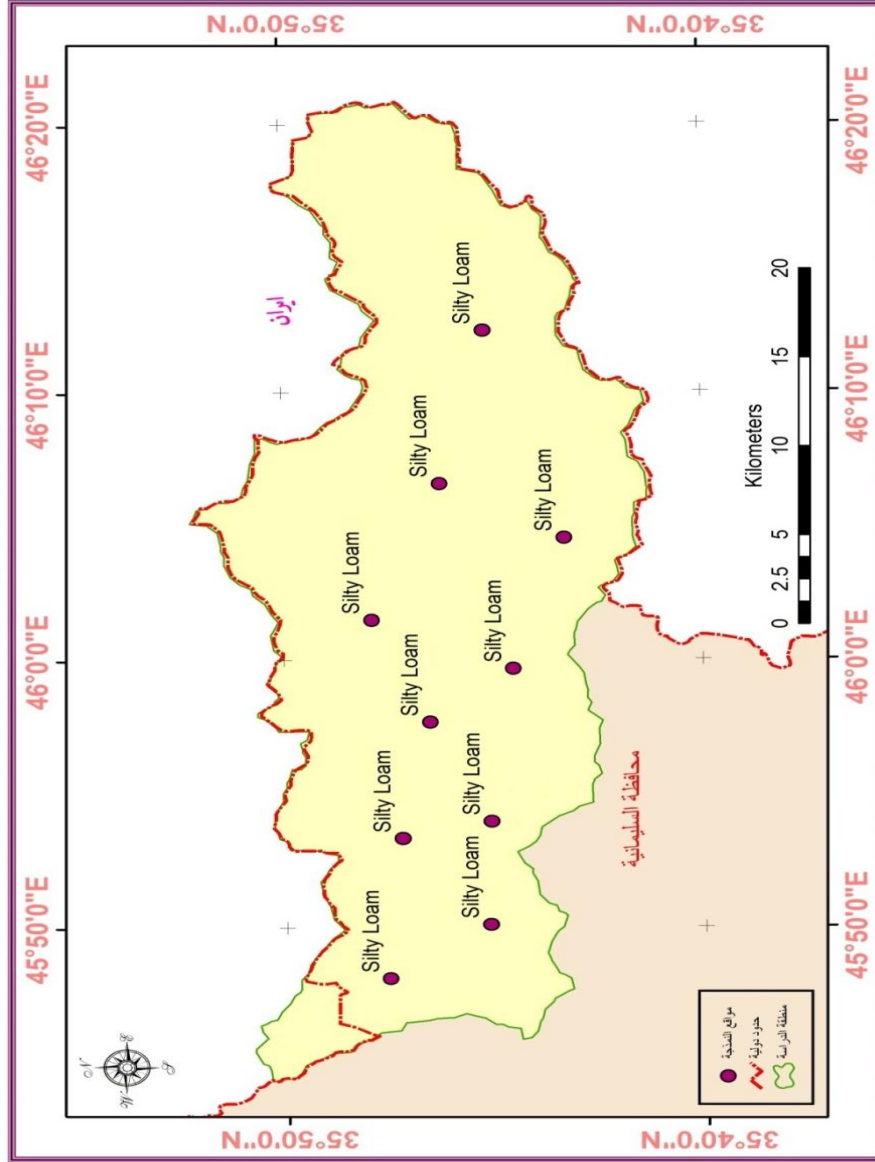 45°50'0"E
46°0'0"E
46°10'0"E
46°20'0"E
35°50'0"N
35°50'0"N
ايران
Silty Loam
Silty Loam
Silty Loam
Silty Loam
Silty Loam
Silty Loam
Silty Loam
Silty Loam
Silty Loam
Silty Loam
محافظة السليمانية
35°40'0"N
35°40'0"N
مواقع النمذجة
حدود دولية
منطقة الدراسة
Kilometers
0 2.5 5 10 15 20
45°50'0"E
46°0'0"E
46°10'0"E
46°20'0"E